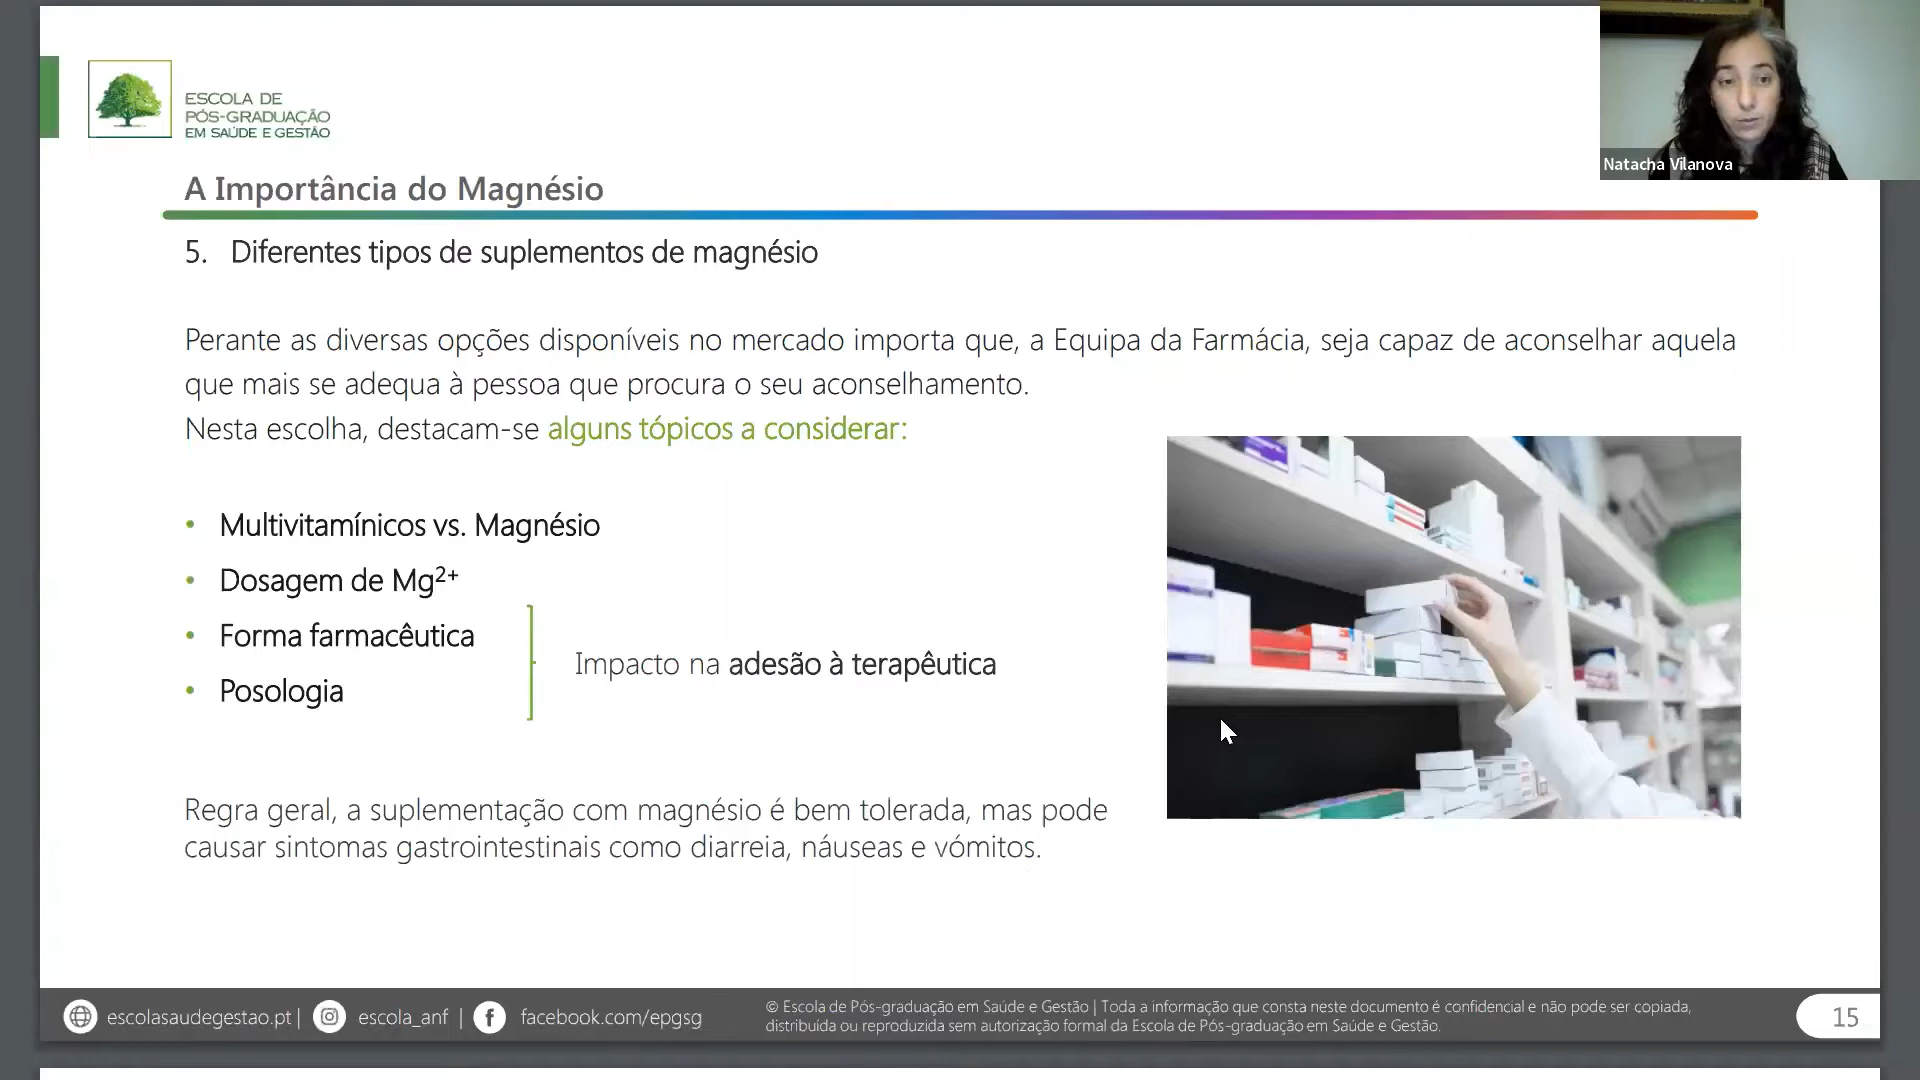 ESCOLA DE
PÓS-GRADUAÇÃO
EM SAÚDE E GESTÃO
Natacha Vilanova
A Importância do Magnésio
5. Diferentes tipos de suplementos de magnésio
Perante as diversas opções disponíveis no mercado importa que, a Equipa da Farmácia, seja capaz de aconselhar aquela
que mais se adequa à pessoa que procura o seu aconselhamento.
Nesta escolha, destacam-se alguns tópicos a considerar:
• Multivitamínicos vs. Magnésio
• Dosagem de Mg²⁺
• Forma farmacêutica
• Posologia
Impacto na adesão à terapêutica
Regra geral, a suplementação com magnésio é bem tolerada, mas pode
causar sintomas gastrointestinais como diarreia, náuseas e vómitos.
escolasaudegestao.pt | escola_anf | facebook.com/epgsg
© Escola de Pós-graduação em Saúde e Gestão | Toda a informação que consta neste documento é confidencial e não pode ser copiada,
distribuída ou reproduzida sem autorização formal da Escola de Pós-graduação em Saúde e Gestão.
15